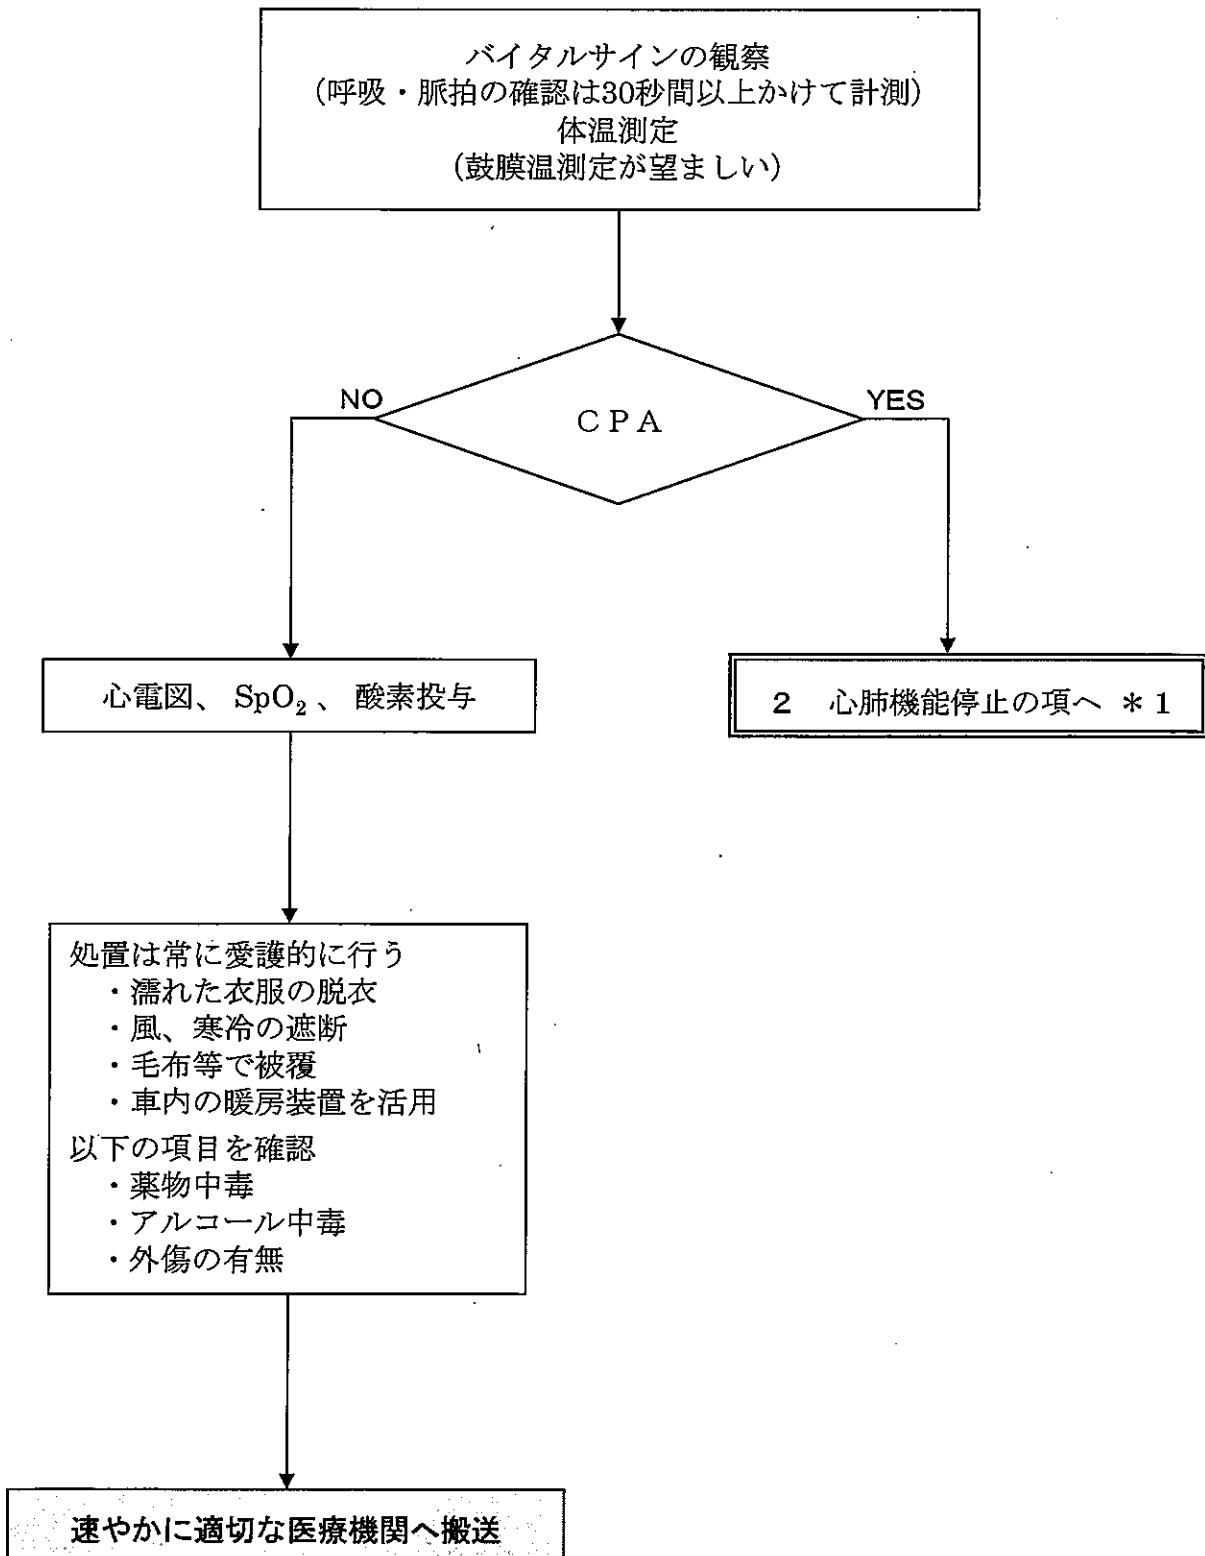 バイタルサインの観察
(呼吸・脈拍の確認は30秒間以上かけて計測)
体温測定
(鼓膜温測定が望ましい)
CPA
NO
YES
心電図、SpO₂、酸素投与
2 心肺機能停止の項へ *1
処置は常に愛護的に行う
・濡れた衣服の脱衣
・風、寒冷の遮断
・毛布等で被覆
・車内の暖房装置を活用
以下の項目を確認
・薬物中毒
・アルコール中毒
・外傷の有無
速やかに適切な医療機関へ搬送